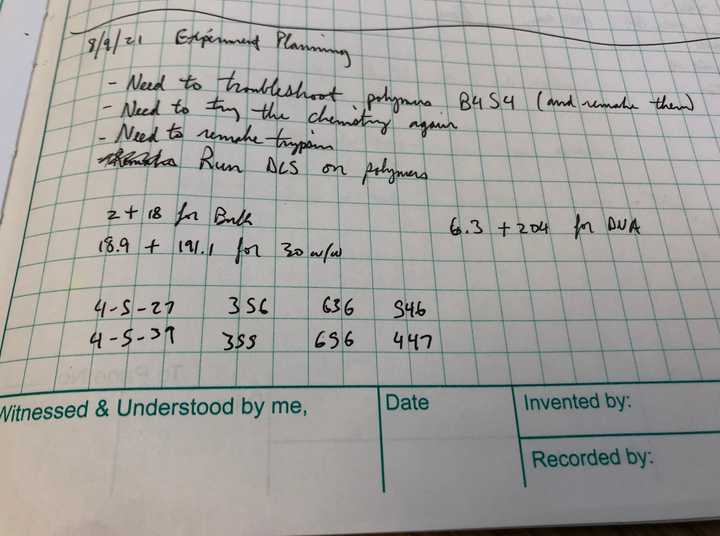 8/9/21 Experiment Planning
- Need to troubleshoot polymers B4S4 (and remake them)
- Need to try the chemistry again
- Need to remake trypsin
Run DLS on polymers
2 + 18 for Bulk
6.3 + 204 for DNA
18.9 + 191.1 for 30 w/w
4-5-27 356 636 546
4-5-39 355 656 447
Witnessed & Understood by me,
Date
Invented by:
Recorded by: